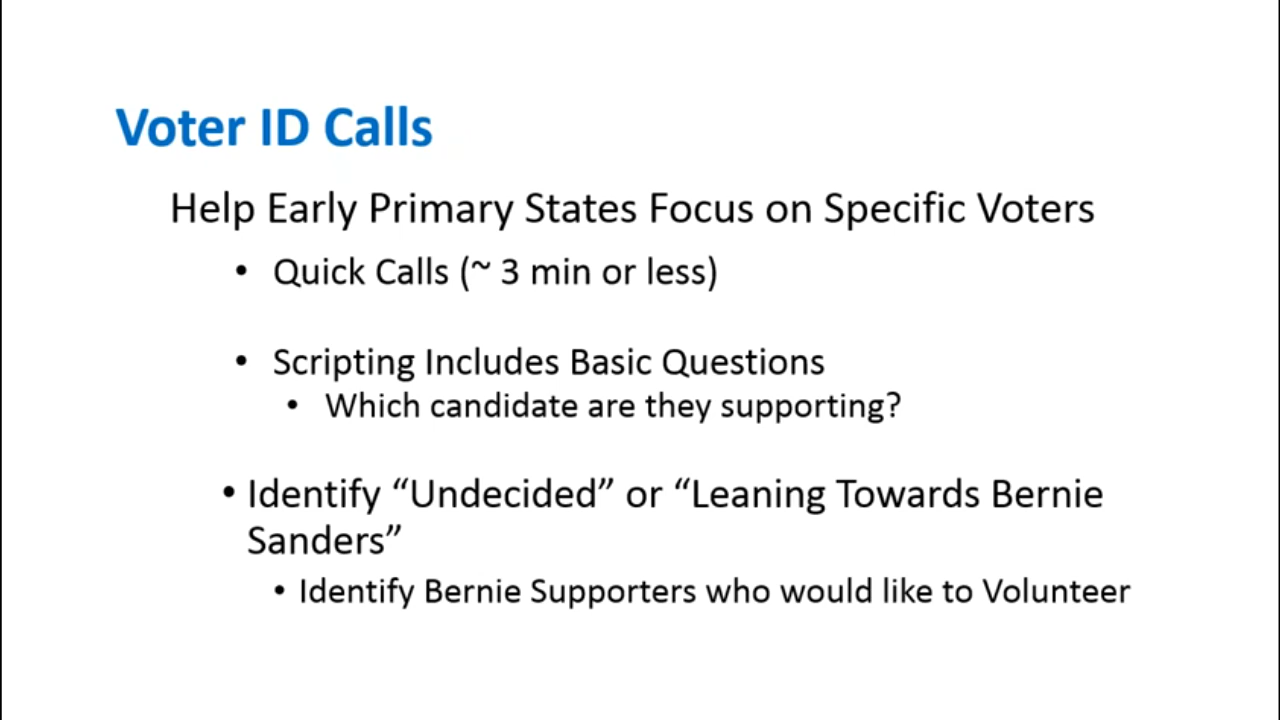 Voter ID Calls
Help Early Primary States Focus on Specific Voters
• Quick Calls (~ 3 min or less)
• Scripting Includes Basic Questions
• Which candidate are they supporting?
• Identify “Undecided” or “Leaning Towards Bernie
Sanders”
• Identify Bernie Supporters who would like to Volunteer